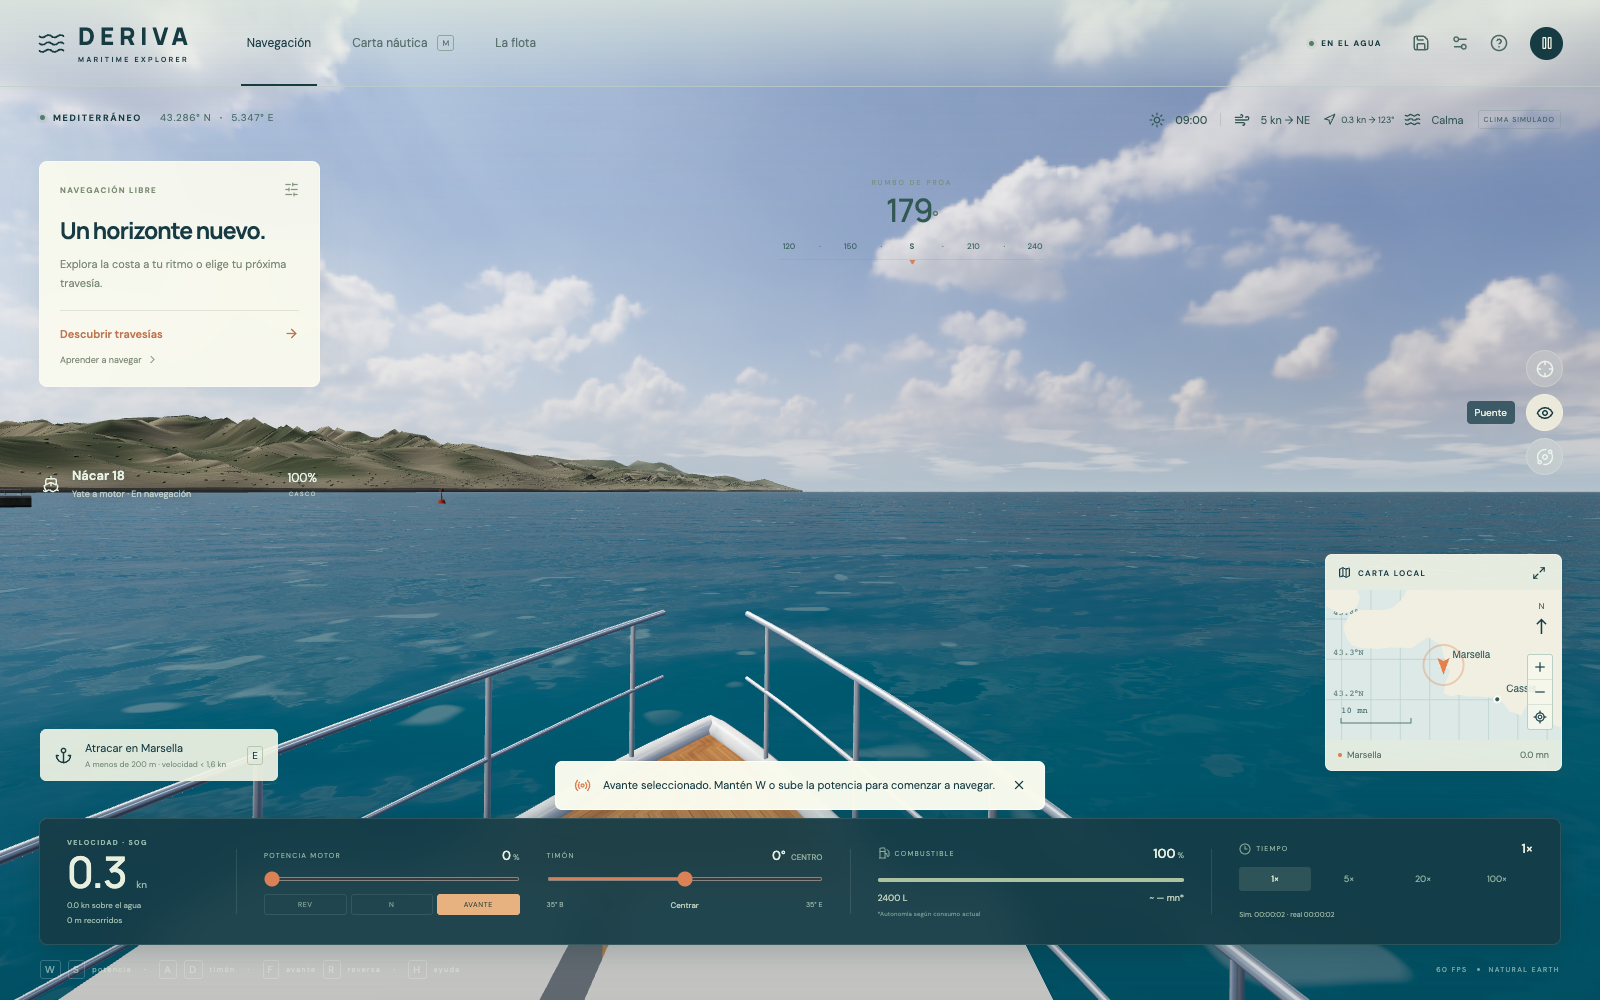 DERIVA
MARITIME EXPLORER
Navegación
Carta náutica M
La flota
EN EL AGUA
MEDITERRÁNEO 43.286° N · 5.347° E
09:00
5 kn → NE
0.3 kn → 123°
Calma
CLIMA SIMULADO
NAVEGACIÓN LIBRE
Un horizonte nuevo.
Explora la costa a tu ritmo o elige tu próxima
travesía.
Descubrir travesías
Aprender a navegar
RUMBO DE PROA
179°
120 · 150 · S · 210 · 240
Puente
Nácar 18
Yate a motor · En navegación
100%
CASCO
CARTA LOCAL
N
43.3°N
Marsella
43.2°N
10 mn
Marsella
0.0 mn
Atracar en Marsella
A menos de 200 m · velocidad < 1,6 kn
E
Avante seleccionado. Mantén W o sube la potencia para comenzar a navegar.
VELOCIDAD · SOG
0.3 kn
0.0 kn sobre el agua
0 m recorridos
POTENCIA MOTOR
0 %
REV
N
AVANTE
TIMÓN
0° CENTRO
35° B
Centrar
35° E
COMBUSTIBLE
100 %
2400 L
~ — mn*
*Autonomía según consumo actual
TIEMPO
1×
1×
5×
20×
100×
Sim. 00:00:02 · real 00:00:02
W S potencia · A D timón · F avante R reversa · H ayuda
60 FPS • NATURAL EARTH